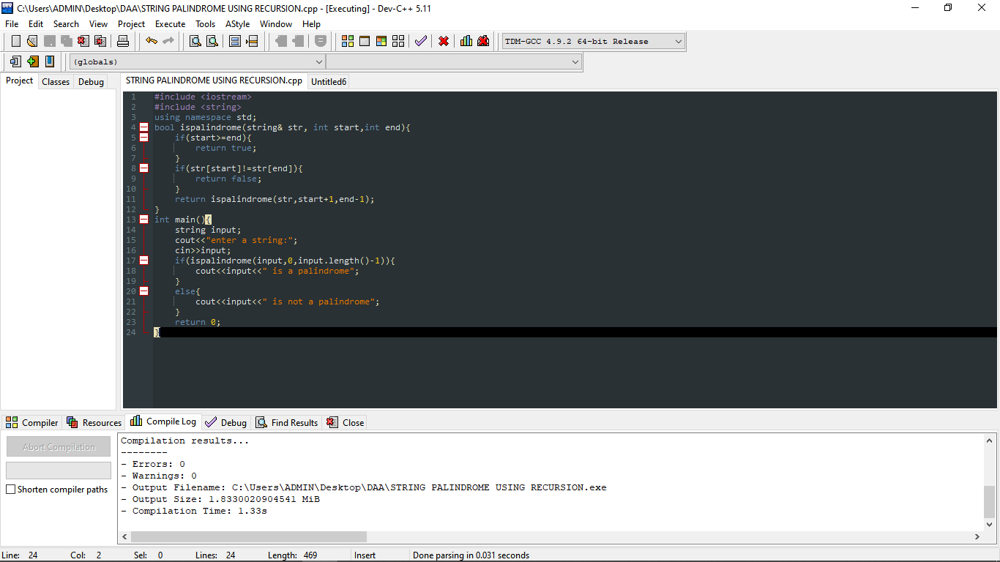 C:\Users\ADMIN\Desktop\DAA\STRING PALINDROME USING RECURSION.cpp - [Executing] - Dev-C++ 5.11
File Edit Search View Project Execute Tools AStyle Window Help
TDM-GCC 4.9.2 64-bit Release
(globals)
Project Classes Debug
STRING PALINDROME USING RECURSION.cpp Untitled6
1 #include <iostream>
2 #include <string>
3 using namespace std;
4 bool ispalindrome(string& str, int start,int end){
5     if(start>=end){
6         return true;
7     }
8     if(str[start]!=str[end]){
9         return false;
10     }
11     return ispalindrome(str,start+1,end-1);
12 }
13 int main(){
14     string input;
15     cout<<"enter a string:";
16     cin>>input;
17     if(ispalindrome(input,0,input.length()-1)){
18         cout<<input<<" is a palindrome";
19     }
20     else{
21         cout<<input<<" is not a palindrome";
22     }
23     return 0;
24 }
Compiler Resources Compile Log Debug Find Results Close
Abort Compilation
Shorten compiler paths
Compilation results...
--------
- Errors: 0
- Warnings: 0
- Output Filename: C:\Users\ADMIN\Desktop\DAA\STRING PALINDROME USING RECURSION.exe
- Output Size: 1.8330020904541 MiB
- Compilation Time: 1.33s
Line: 24 Col: 2 Sel: 0 Lines: 24 Length: 469 Insert Done parsing in 0.031 seconds